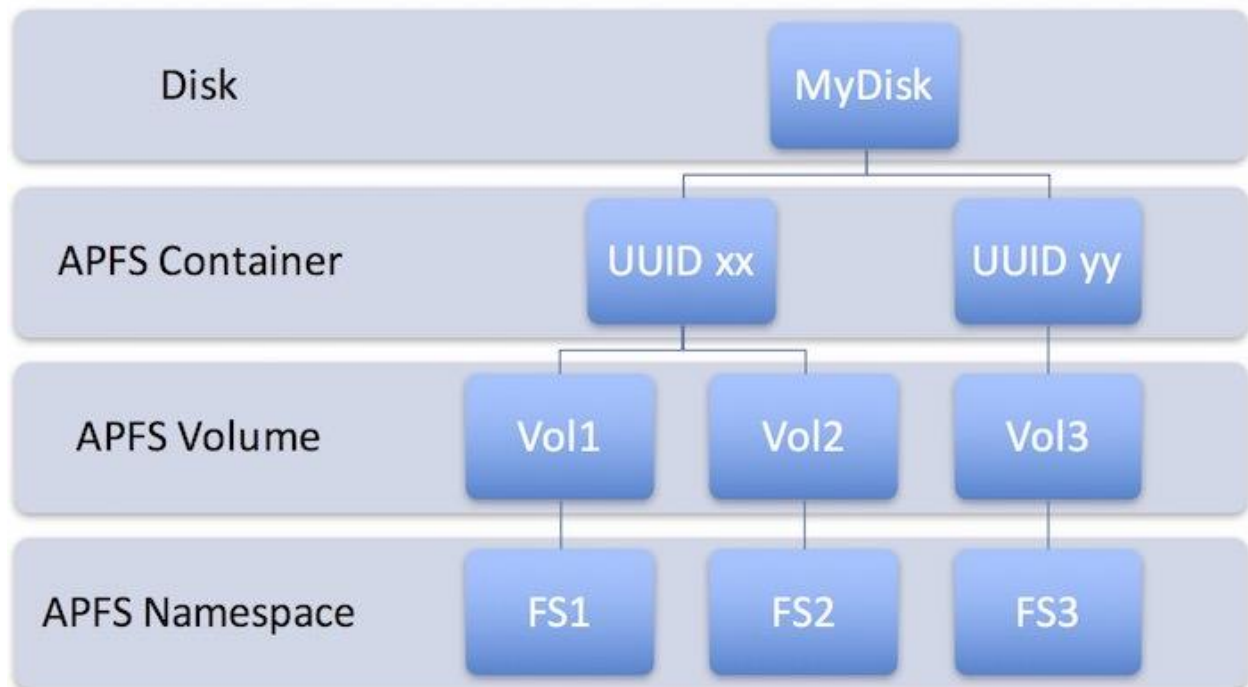 Disk
MyDisk
APFS Container
UUID xx
UUID yy
APFS Volume
Vol1
Vol2
Vol3
APFS Namespace
FS1
FS2
FS3